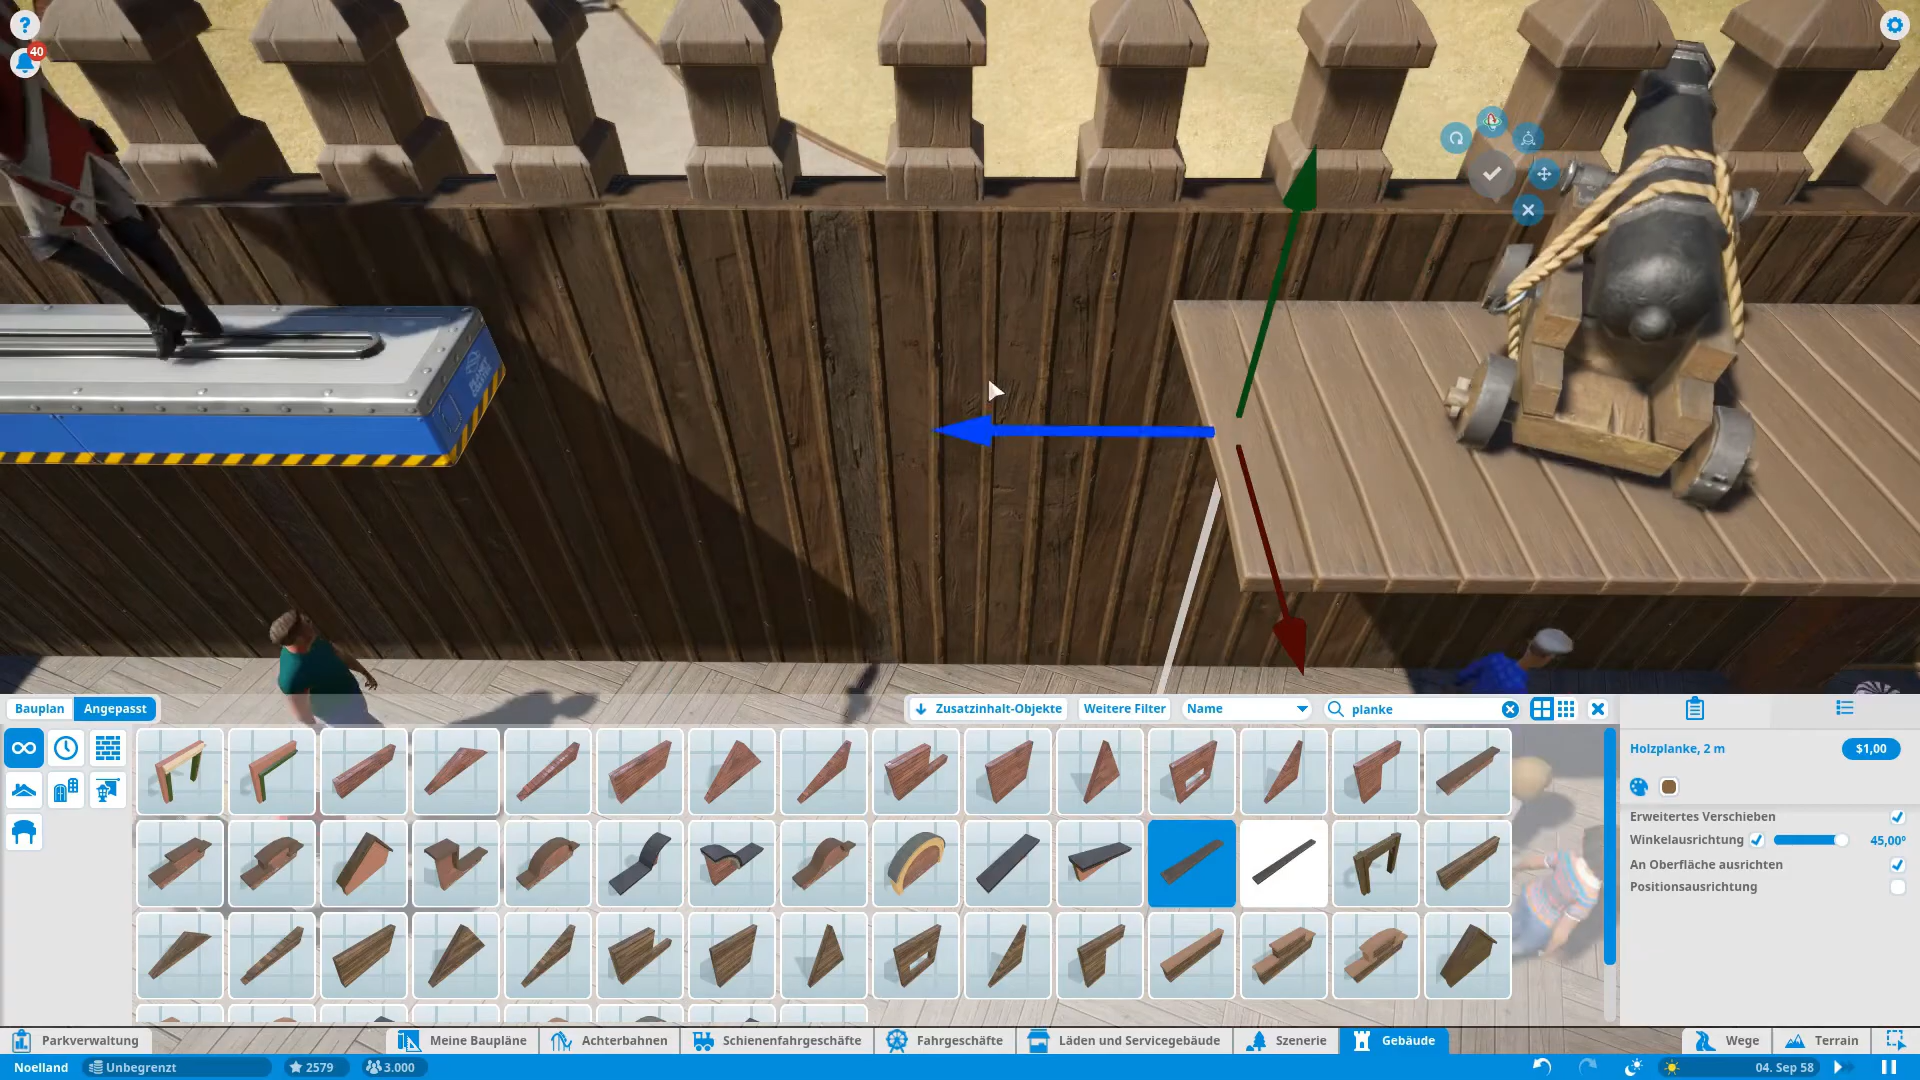 ?
40
PLANET
Bauplan
Angepasst
Zusatzinhalt-Objekte
Weitere Filter
Name
planke
Holzplanke, 2 m
$1,00
Erweitertes Verschieben
Winkelausrichtung
45,00°
An Oberfläche ausrichten
Positionsausrichtung
Parkverwaltung
Meine Baupläne
Achterbahnen
Schienenfahrgeschäfte
Fahrgeschäfte
Läden und Servicegebäude
Szenerie
Gebäude
Wege
Terrain
Noelland
Unbegrenzt
2579
3.000
04. Sep 58